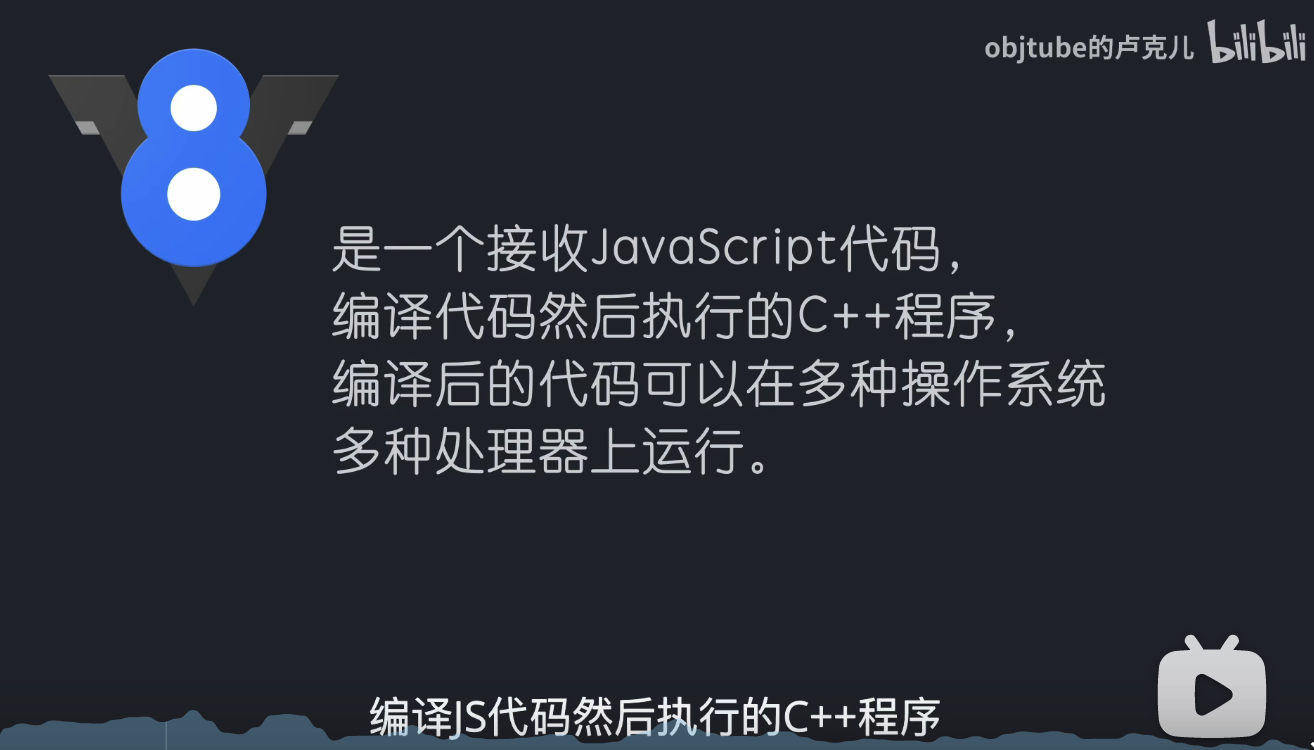 objtube的卢克儿 bilibili
V8
是一个接收JavaScript代码，
编译代码然后执行的C++程序，
编译后的代码可以在多种操作系统
多种处理器上运行。
编译JS代码然后执行的C++程序